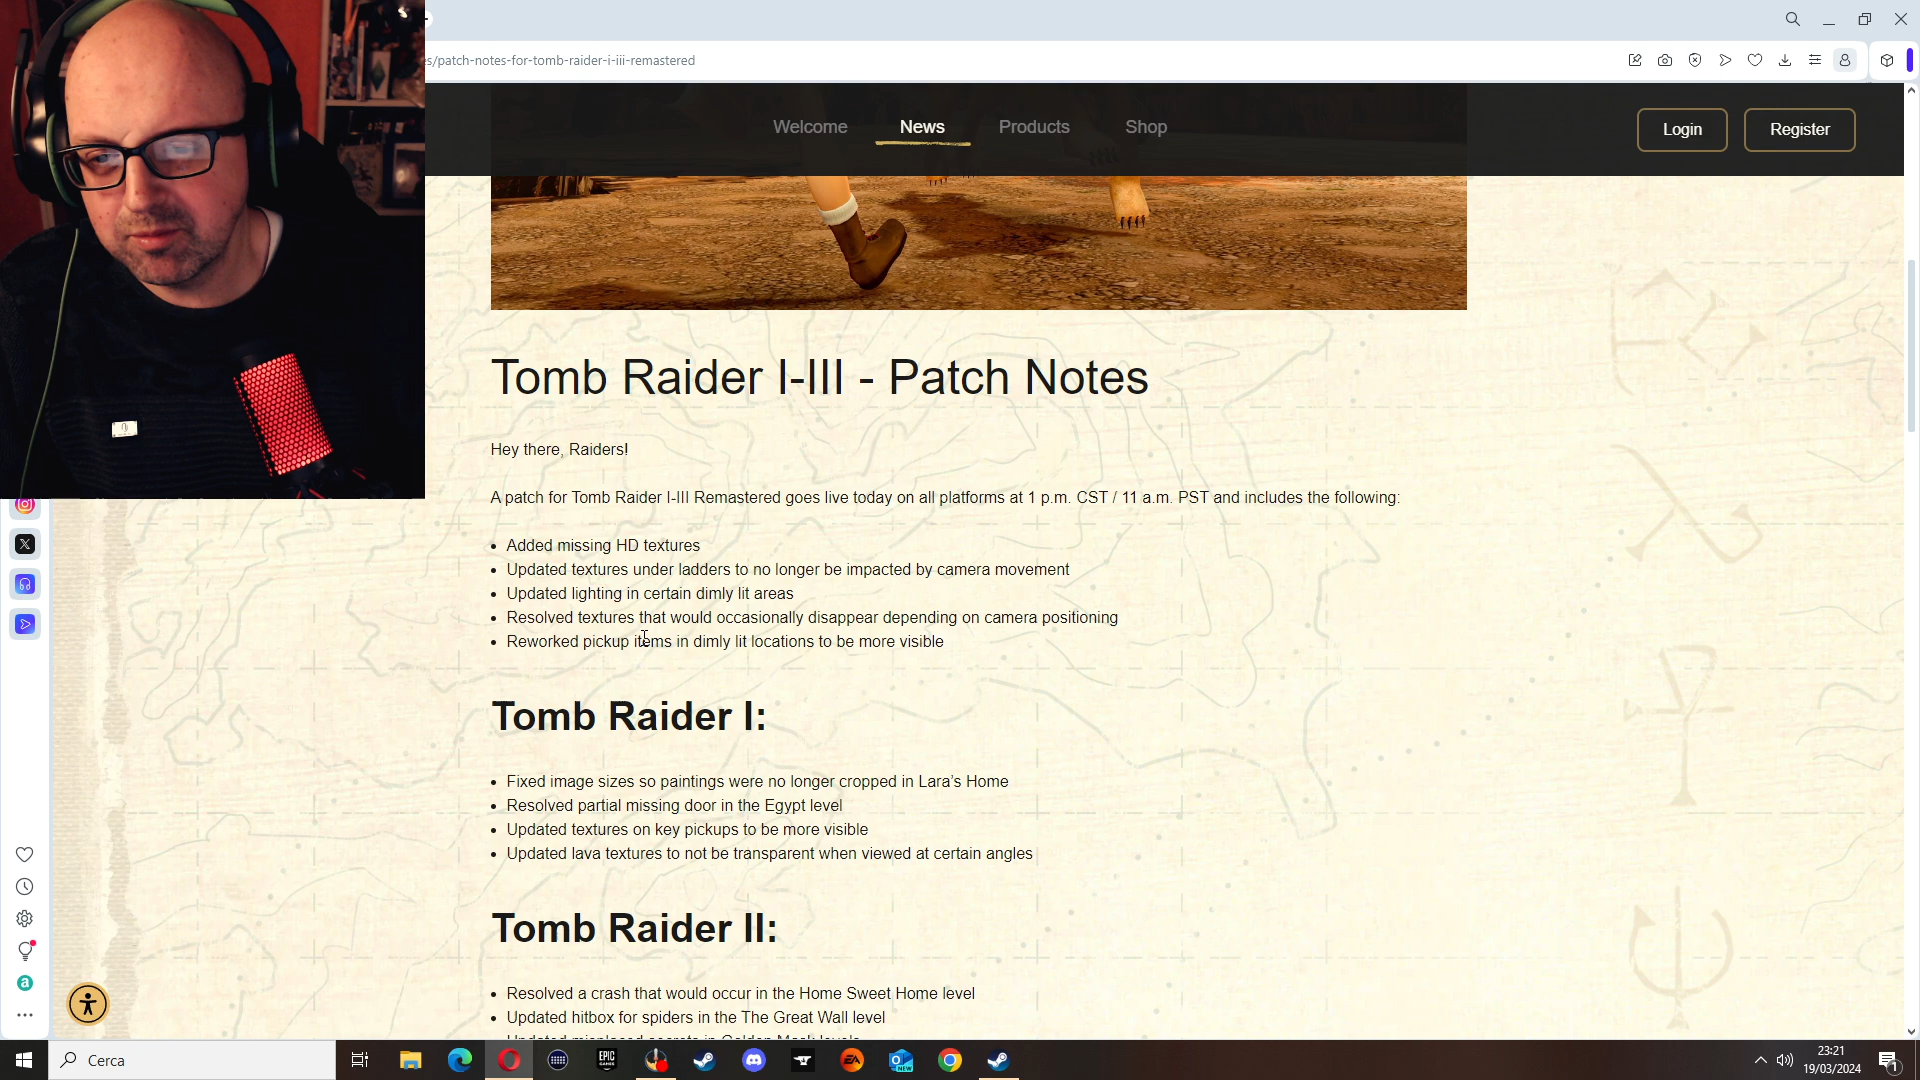 s/patch-notes-for-tomb-raider-i-iii-remastered
Welcome
News
Products
Shop
Login
Register
Tomb Raider I-III - Patch Notes
Hey there, Raiders!
A patch for Tomb Raider I-III Remastered goes live today on all platforms at 1 p.m. CST / 11 a.m. PST and includes the following:
• Added missing HD textures
• Updated textures under ladders to no longer be impacted by camera movement
• Updated lighting in certain dimly lit areas
• Resolved textures that would occasionally disappear depending on camera positioning
• Reworked pickup items in dimly lit locations to be more visible
Tomb Raider I:
• Fixed image sizes so paintings were no longer cropped in Lara's Home
• Resolved partial missing door in the Egypt level
• Updated textures on key pickups to be more visible
• Updated lava textures to not be transparent when viewed at certain angles
Tomb Raider II:
• Resolved a crash that would occur in the Home Sweet Home level
• Updated hitbox for spiders in the The Great Wall level
Cerca
EPIC
GAMES
EA
NEW
23:21
19/03/2024
1